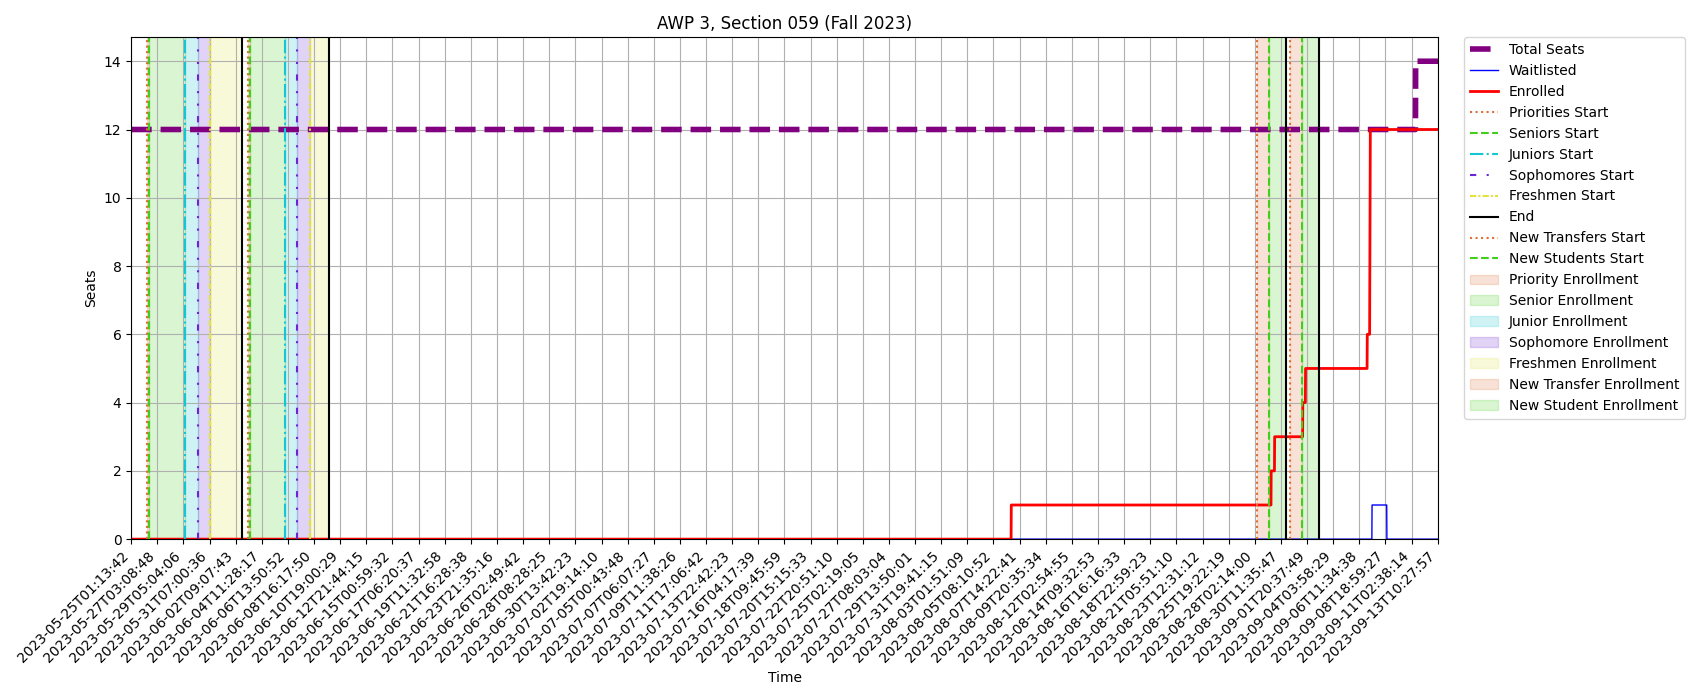 AWP 3, Section 059 (Fall 2023)
Seats
14
12
10
8
6
4
2
0
2023-05-25T01:13:42
2023-05-27T03:08:48
2023-05-29T05:04:06
2023-05-31T07:00:36
2023-06-02T09:07:43
2023-06-04T11:28:17
2023-06-06T13:50:52
2023-06-08T16:17:50
2023-06-10T19:00:29
2023-06-12T21:44:15
2023-06-15T00:59:32
2023-06-17T06:20:37
2023-06-19T11:32:58
2023-06-21T16:28:38
2023-06-23T21:35:16
2023-06-26T02:49:42
2023-06-28T08:28:25
2023-06-30T13:42:23
2023-07-02T19:14:10
2023-07-05T00:43:48
2023-07-07T06:07:27
2023-07-09T11:38:26
2023-07-11T17:06:42
2023-07-13T22:42:23
2023-07-16T04:17:39
2023-07-18T09:45:59
2023-07-20T15:15:33
2023-07-22T20:51:10
2023-07-25T02:19:05
2023-07-27T08:03:04
2023-07-29T13:50:01
2023-07-31T19:41:15
2023-08-03T01:51:09
2023-08-05T08:10:52
2023-08-07T14:22:41
2023-08-09T20:35:34
2023-08-12T02:54:55
2023-08-14T09:32:53
2023-08-16T16:16:33
2023-08-18T22:59:23
2023-08-21T05:51:10
2023-08-23T12:31:12
2023-08-25T19:22:19
2023-08-28T02:14:00
2023-08-30T11:35:47
2023-09-01T20:37:49
2023-09-04T03:58:29
2023-09-06T11:34:38
2023-09-08T18:59:27
2023-09-11T02:38:14
2023-09-13T10:27:57
Time
Total Seats
Waitlisted
Enrolled
Priorities Start
Seniors Start
Juniors Start
Sophomores Start
Freshmen Start
End
New Transfers Start
New Students Start
Priority Enrollment
Senior Enrollment
Junior Enrollment
Sophomore Enrollment
Freshmen Enrollment
New Transfer Enrollment
New Student Enrollment